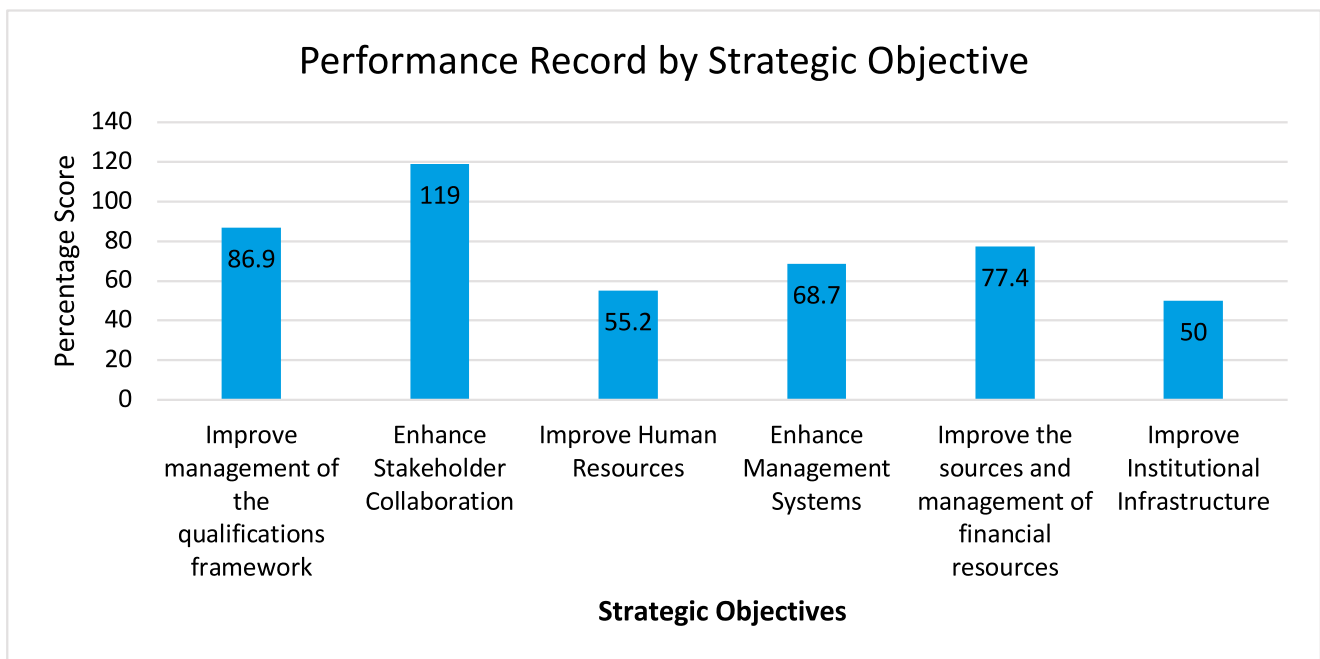 Performance Record by Strategic Objective
Percentage Score
140
120
100
80
60
40
20
0
86.9
119
55.2
68.7
77.4
50
Improve
management of
the
qualifications
framework
Enhance
Stakeholder
Collaboration
Improve Human
Resources
Enhance
Management
Systems
Improve the
sources and
management of
financial
resources
Improve
Institutional
Infrastructure
Strategic Objectives